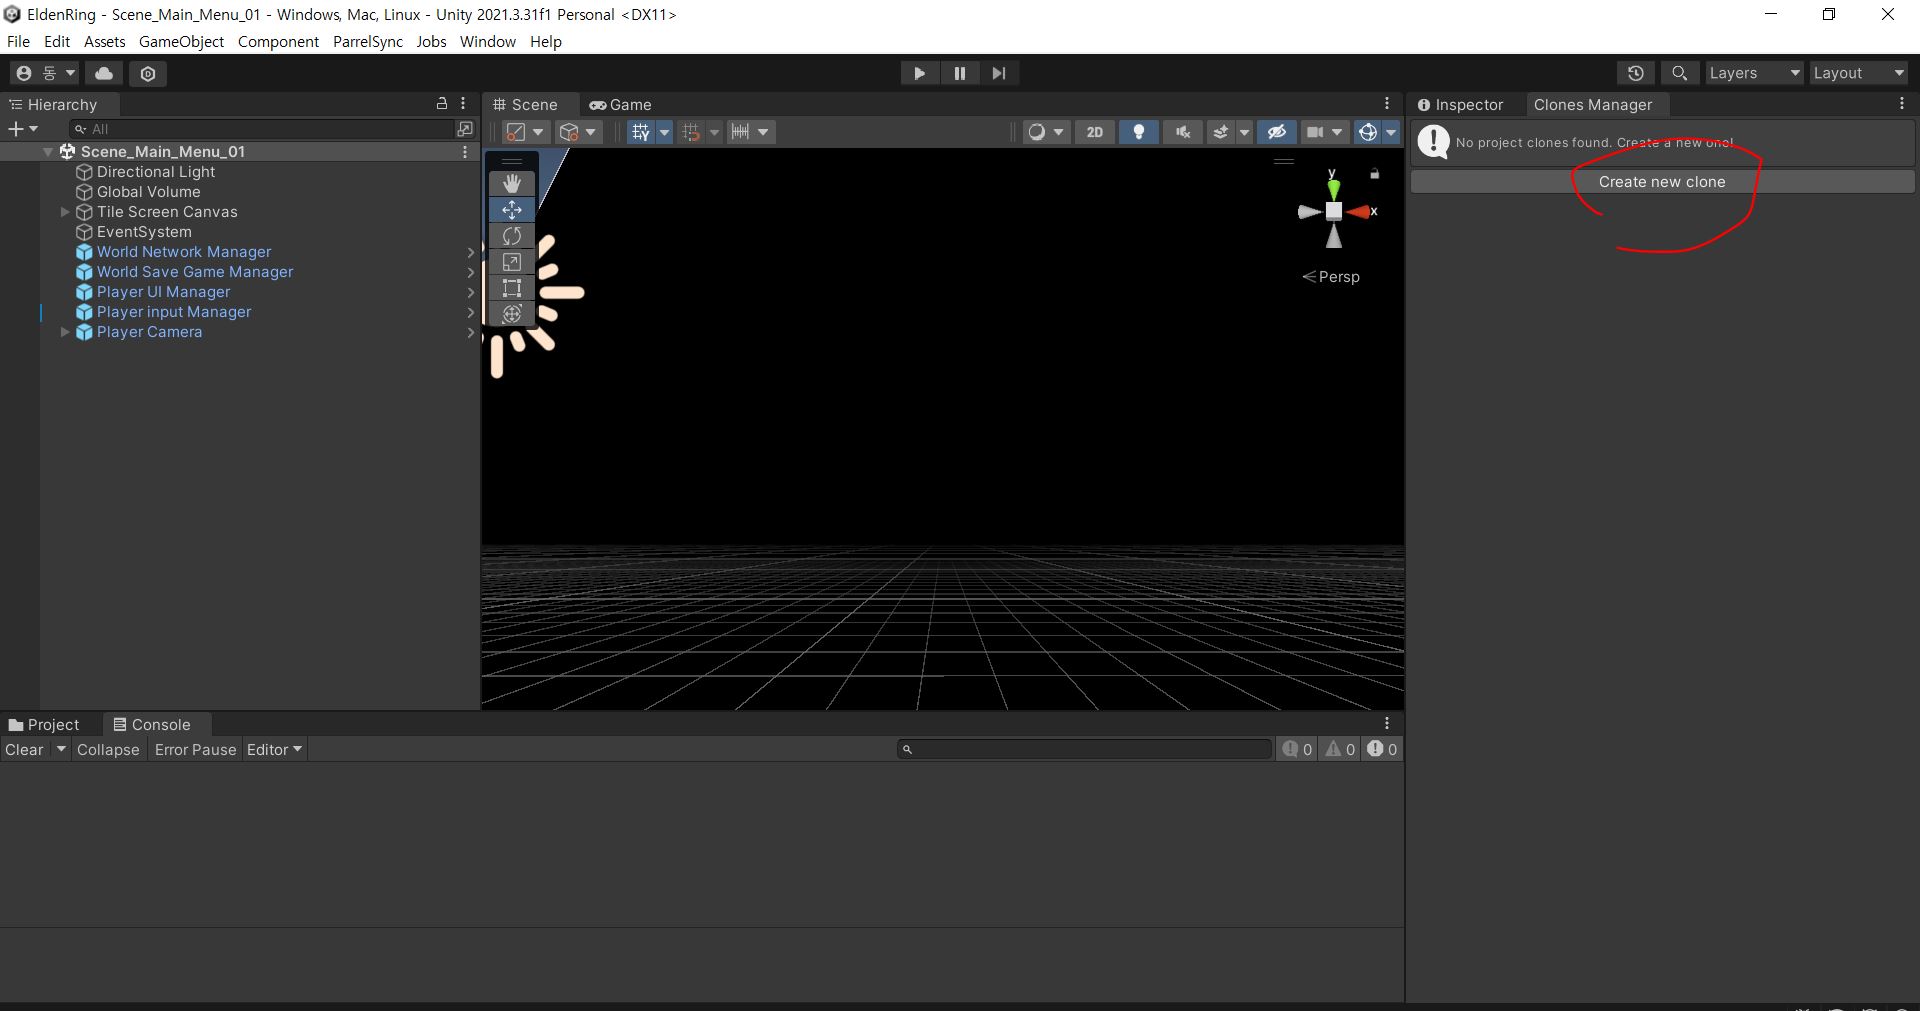 EldenRing - Scene_Main_Menu_01 - Windows, Mac, Linux - Unity 2021.3.31f1 Personal <DX11>
File Edit Assets GameObject Component ParrelSync Jobs Window Help
동 Layers Layout
Hierarchy Scene Game Inspector Clones Manager
All 2D
No project clones found. Create a new one!
Create new clone
Scene_Main_Menu_01
Directional Light
Global Volume
Tile Screen Canvas
EventSystem
World Network Manager
World Save Game Manager
Player UI Manager
Player input Manager
Player Camera
y
x
Persp
Project Console
Clear Collapse Error Pause Editor 0 0 0